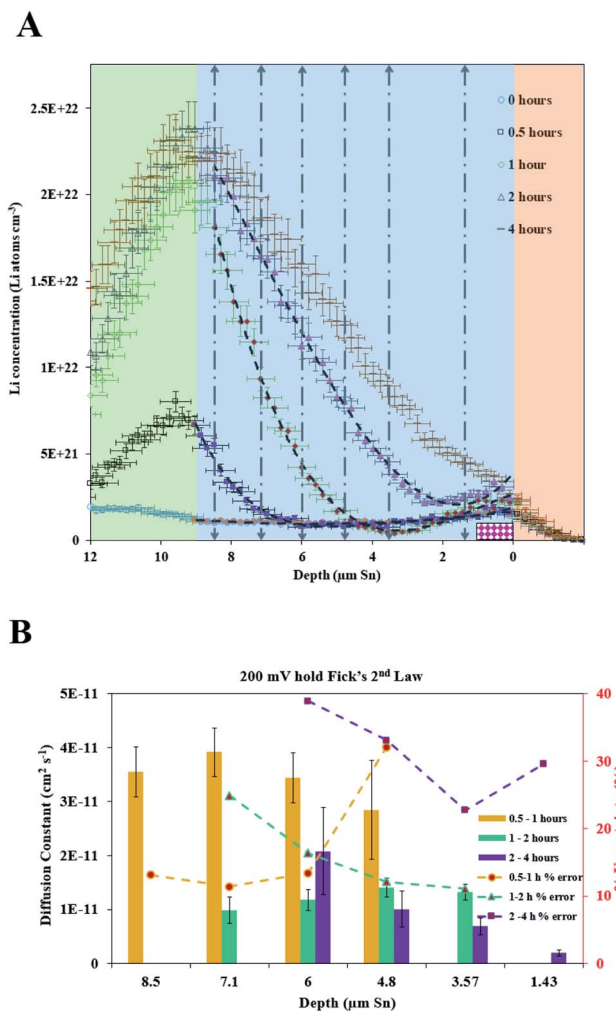 A
2.5E+22
2E+22
1.5E+22
1E+22
5E+21
0
Li concentration (Li atoms cm-3)
0 hours
0.5 hours
1 hour
2 hours
4 hours
12 10 8 6 4 2 0
Depth (µm Sn)
B
200 mV hold Fick's 2nd Law
5E-11
4E-11
3E-11
2E-11
1E-11
0
Diffusion Constant (cm2 s-1)
40
30
20
10
0
0.5 - 1 hours
1 - 2 hours
2 - 4 hours
0.5-1 h % error
1-2 h % error
2 -4 h % error
8.5 7.1 6 4.8 3.57 1.43
Depth (µm Sn)